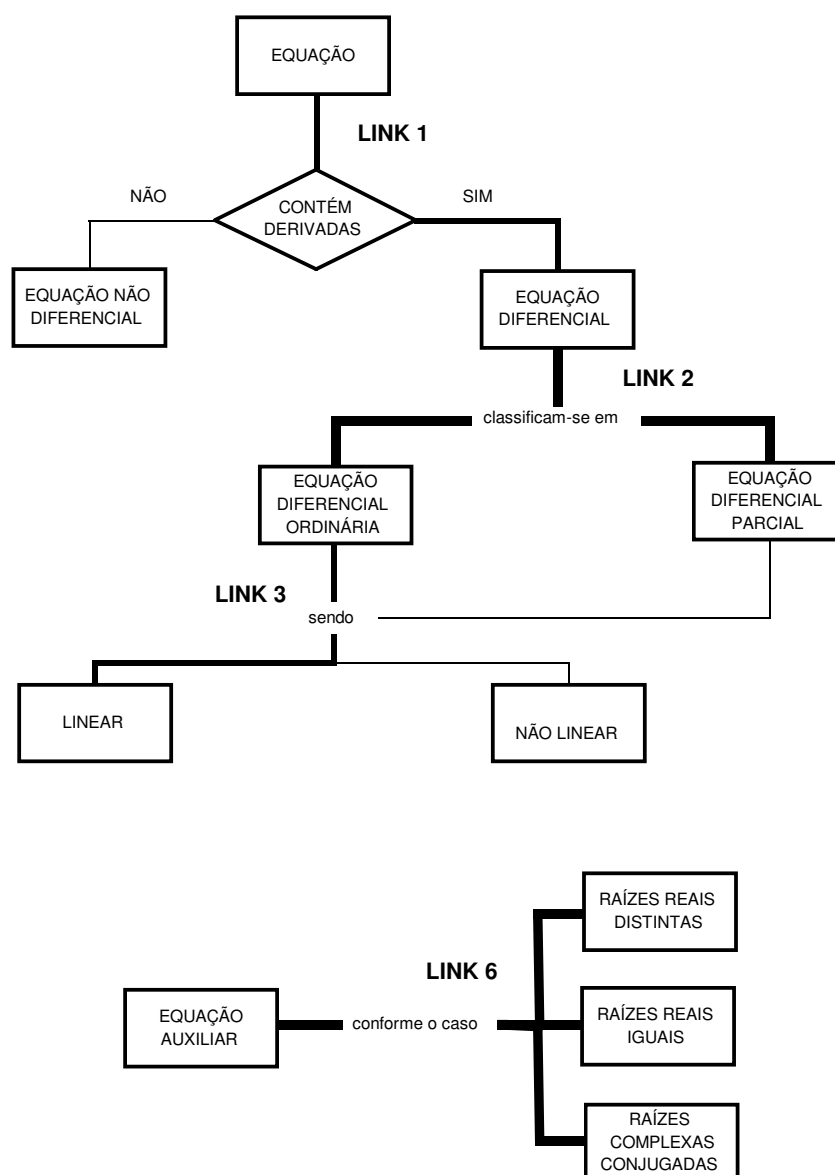 EQUAÇÃO
LINK 1
NÃO
SIM
CONTÉM
DERIVADAS
EQUAÇÃO NÃO
DIFERENCIAL
EQUAÇÃO
DIFERENCIAL
LINK 2
classificam-se em
EQUAÇÃO
DIFERENCIAL
ORDINÁRIA
EQUAÇÃO
DIFERENCIAL
PARCIAL
LINK 3
sendo
LINEAR
NÃO LINEAR
RAÍZES REAIS
DISTINTAS
LINK 6
EQUAÇÃO
AUXILIAR
conforme o caso
RAÍZES REAIS
IGUAIS
RAÍZES
COMPLEXAS
CONJUGADAS